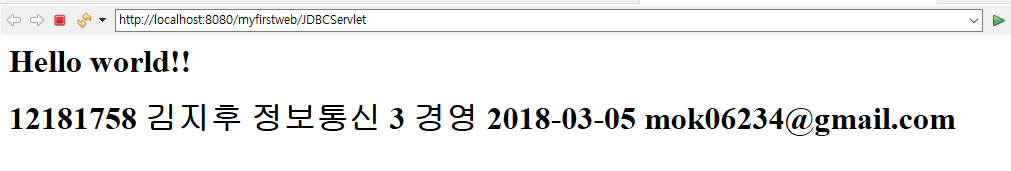 http://localhost:8080/myfirstweb/JDBCServlet
Hello world!!
12181758 김지후 정보통신 3 경영 2018-03-05 mok06234@gmail.com